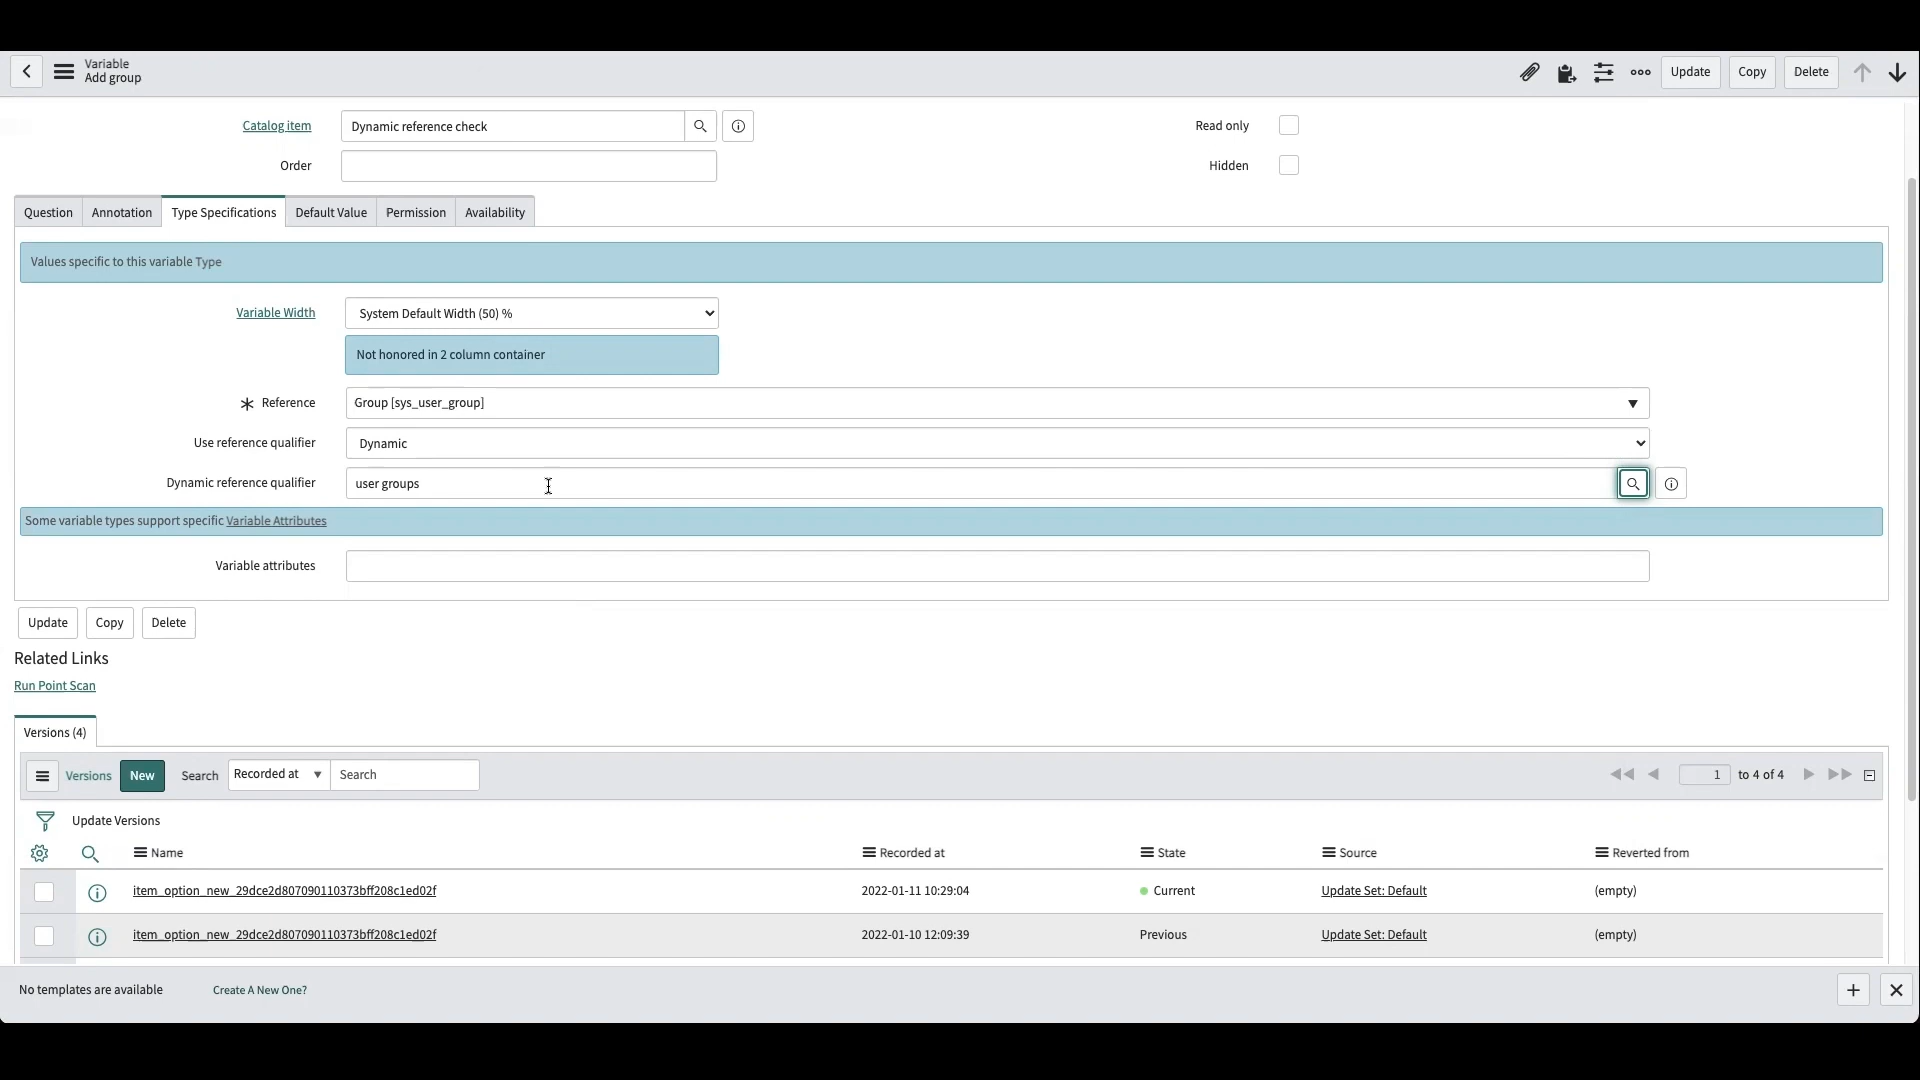 Variable
Add group
Update Copy Delete
Catalog item Dynamic reference check Read only
Order Hidden
Question Annotation Type Specifications Default Value Permission Availability
Values specific to this variable Type
Variable Width System Default Width (50) %
Not honored in 2 column container
Reference Group [sys_user_group]
Use reference qualifier Dynamic
Dynamic reference qualifier user groups
Some variable types support specific Variable Attributes
Variable attributes
Update Copy Delete
Related Links
Run Point Scan
Versions (4)
Versions New Search Recorded at Search 1 to 4 of 4
Update Versions
Name Recorded at State Source Reverted from
item_option_new_29dce2d807090110373bff208c1ed02f 2022-01-11 10:29:04 Current Update Set: Default (empty)
item_option_new_29dce2d807090110373bff208c1ed02f 2022-01-10 12:09:39 Previous Update Set: Default (empty)
No templates are available Create A New One?